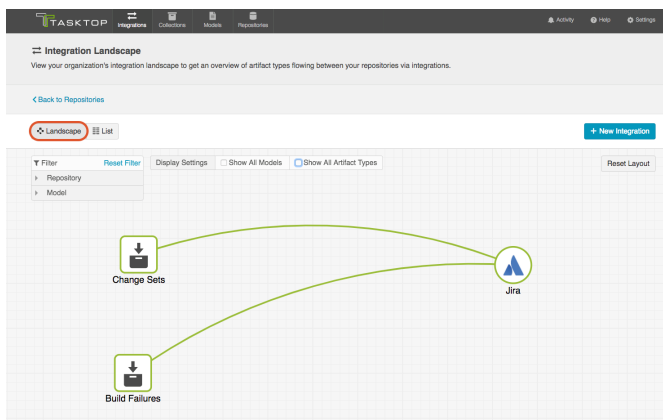 TASKTOP
Integrations
Collections
Models
Repositories
Activity
Help
Settings
Integration Landscape
View your organization's integration landscape to get an overview of artifact types flowing between your repositories via integrations.
Back to Repositories
Landscape
List
+ New Integration
Filter
Reset Filter
Display Settings
Show All Models
Show All Artifact Types
Reset Layout
Repository
Model
Change Sets
Jira
Build Failures